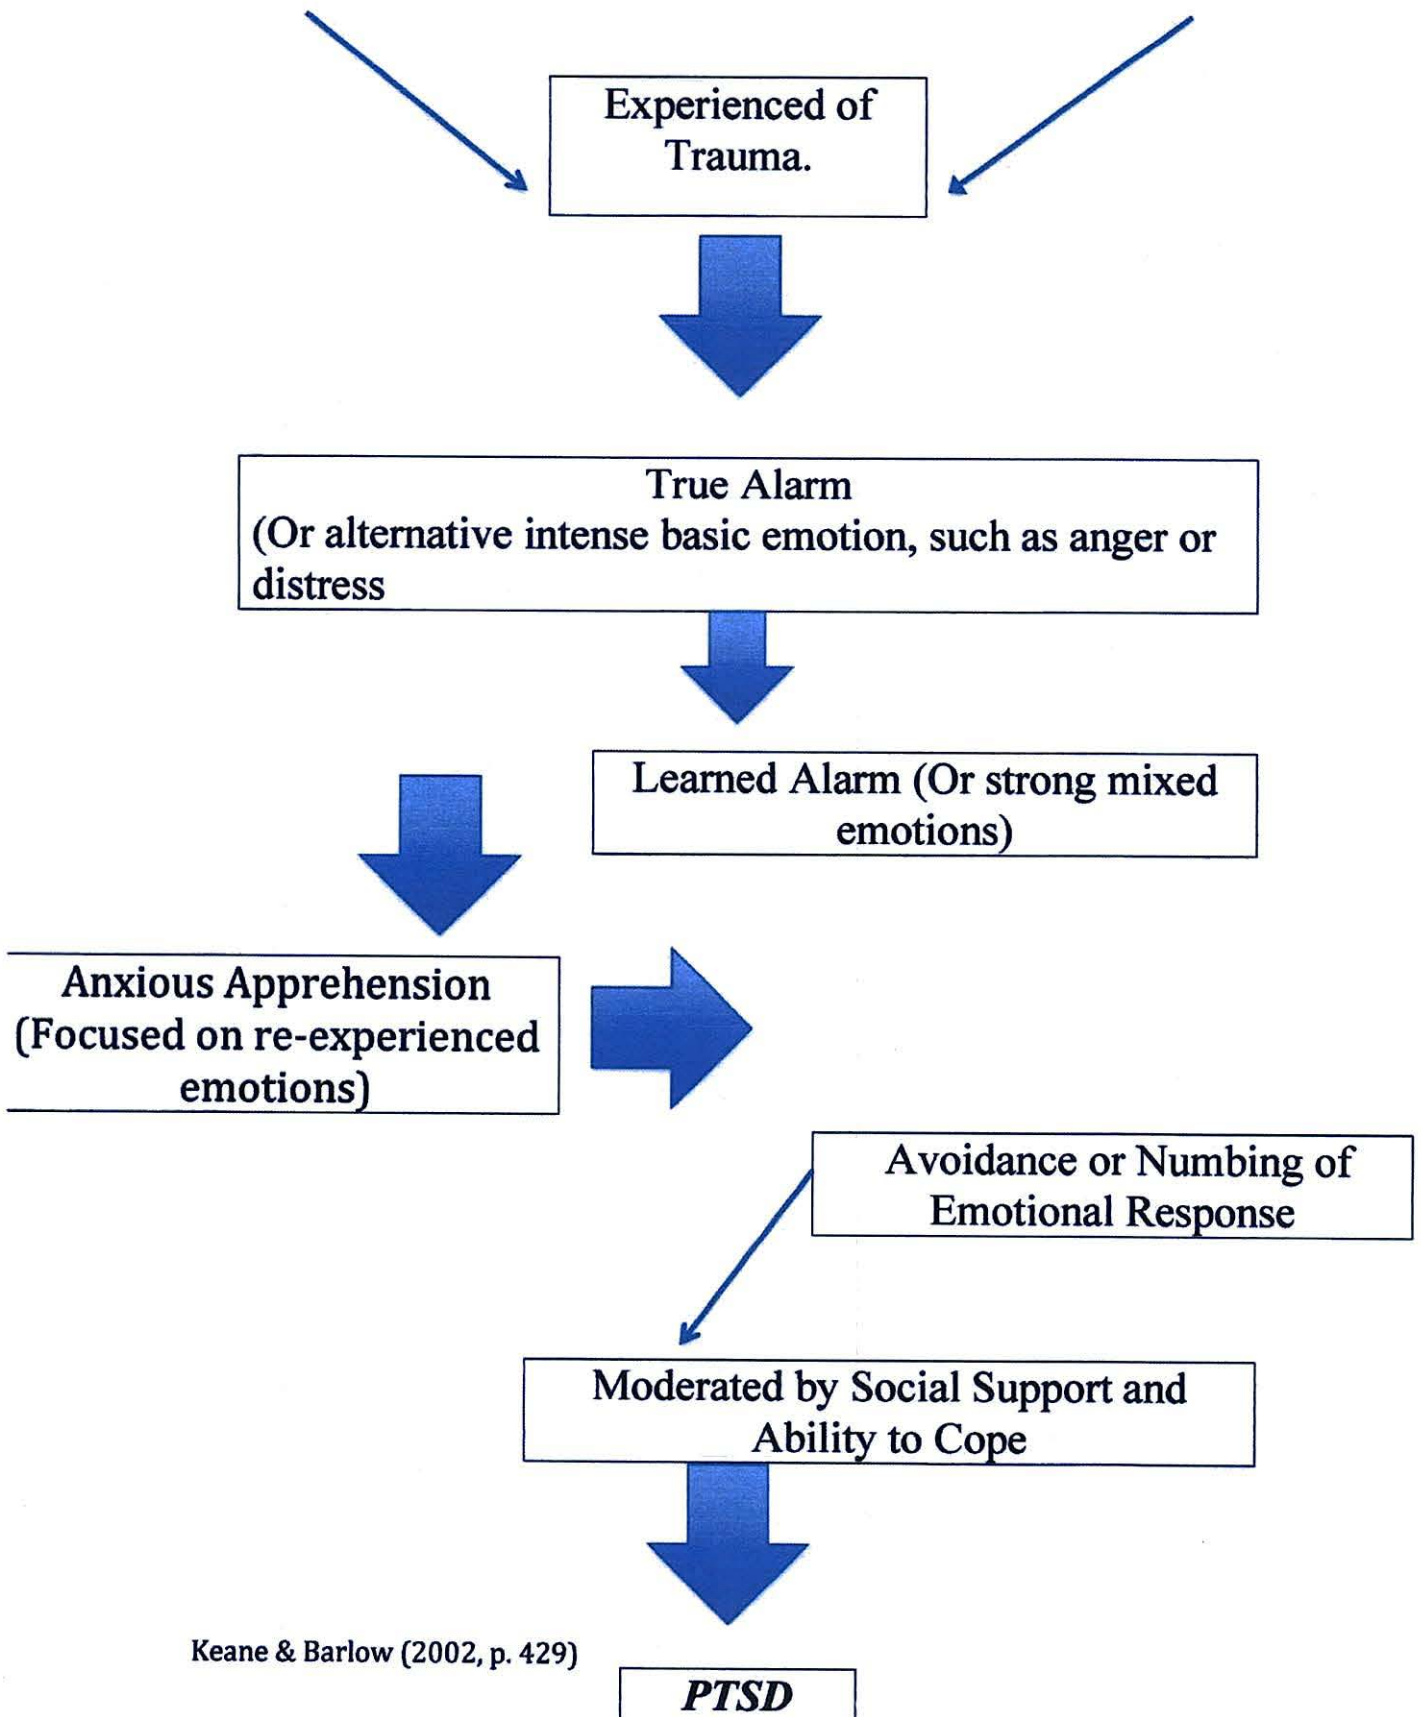 Experienced of
Trauma.
True Alarm
(Or alternative intense basic emotion, such as anger or
distress
Learned Alarm (Or strong mixed
emotions)
Anxious Apprehension
(Focused on re-experienced
emotions)
Avoidance or Numbing of
Emotional Response
Moderated by Social Support and
Ability to Cope
Keane & Barlow (2002, p. 429)
PTSD